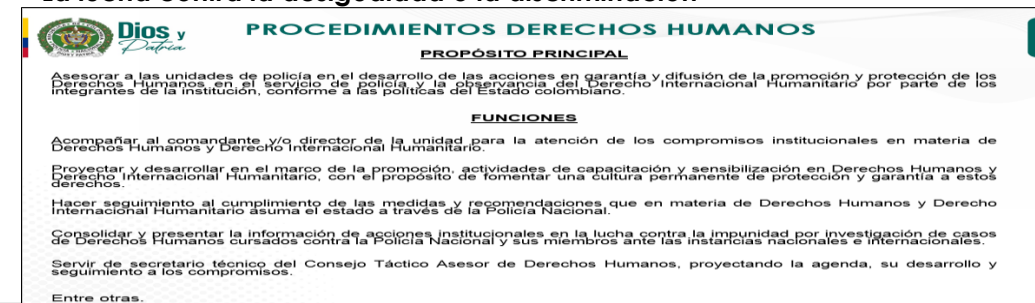 La lucha contra la desigualdad o la discriminación
Dios y
Patria
PROCEDIMIENTOS DERECHOS HUMANOS
PROPÓSITO PRINCIPAL
Asesorar a las unidades de policía en el desarrollo de las acciones en garantía y difusión de la promoción y protección de los
Derechos Humanos en el servicio de policía y la observancia del Derecho Internacional Humanitario por parte de los
integrantes de la institución, conforme a las políticas del Estado colombiano.
FUNCIONES
Acompañar al comandante y/o director de la unidad para la atención de los compromisos institucionales en materia de
Derechos Humanos y Derecho Internacional Humanitario.
Proyectar y desarrollar en el marco de la promoción, actividades de capacitación y sensibilización en Derechos Humanos y
Derecho Internacional Humanitario, con el propósito de fomentar una cultura permanente de protección y garantía a estos
derechos.
Hacer seguimiento al cumplimiento de las medidas y recomendaciones que en materia de Derechos Humanos y Derecho
Internacional Humanitario asuma el estado a través de la Policía Nacional.
Consolidar y presentar la información de acciones institucionales en la lucha contra la impunidad por investigación de casos
de Derechos Humanos cursados contra la Policía Nacional y sus miembros ante las instancias nacionales e internacionales.
Servir de secretario técnico del Consejo Táctico Asesor de Derechos Humanos, proyectando la agenda, su desarrollo y
seguimiento a los compromisos.
Entre otras.